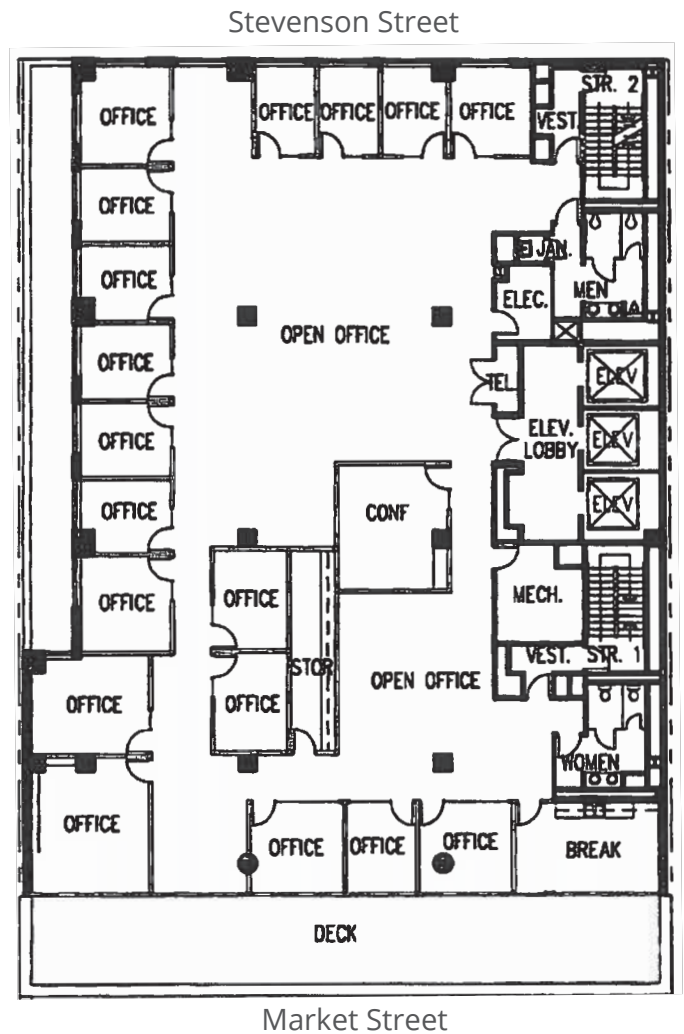 Stevenson Street
STR. 2
OFFICE
OFFICE
OFFICE
OFFICE
OFFICE
VEST.
OFFICE
JAN.
OFFICE
MEN
ELEC.
OPEN OFFICE
OFFICE
TEL
ELEV
OFFICE
ELEV.
LOBBY
ELEV
OFFICE
CONF
ELEV
OFFICE
OFFICE
MECH.
VEST.
STR. 1
STOR
OPEN OFFICE
OFFICE
OFFICE
WOMEN
OFFICE
OFFICE
OFFICE
OFFICE
BREAK
DECK
Market Street